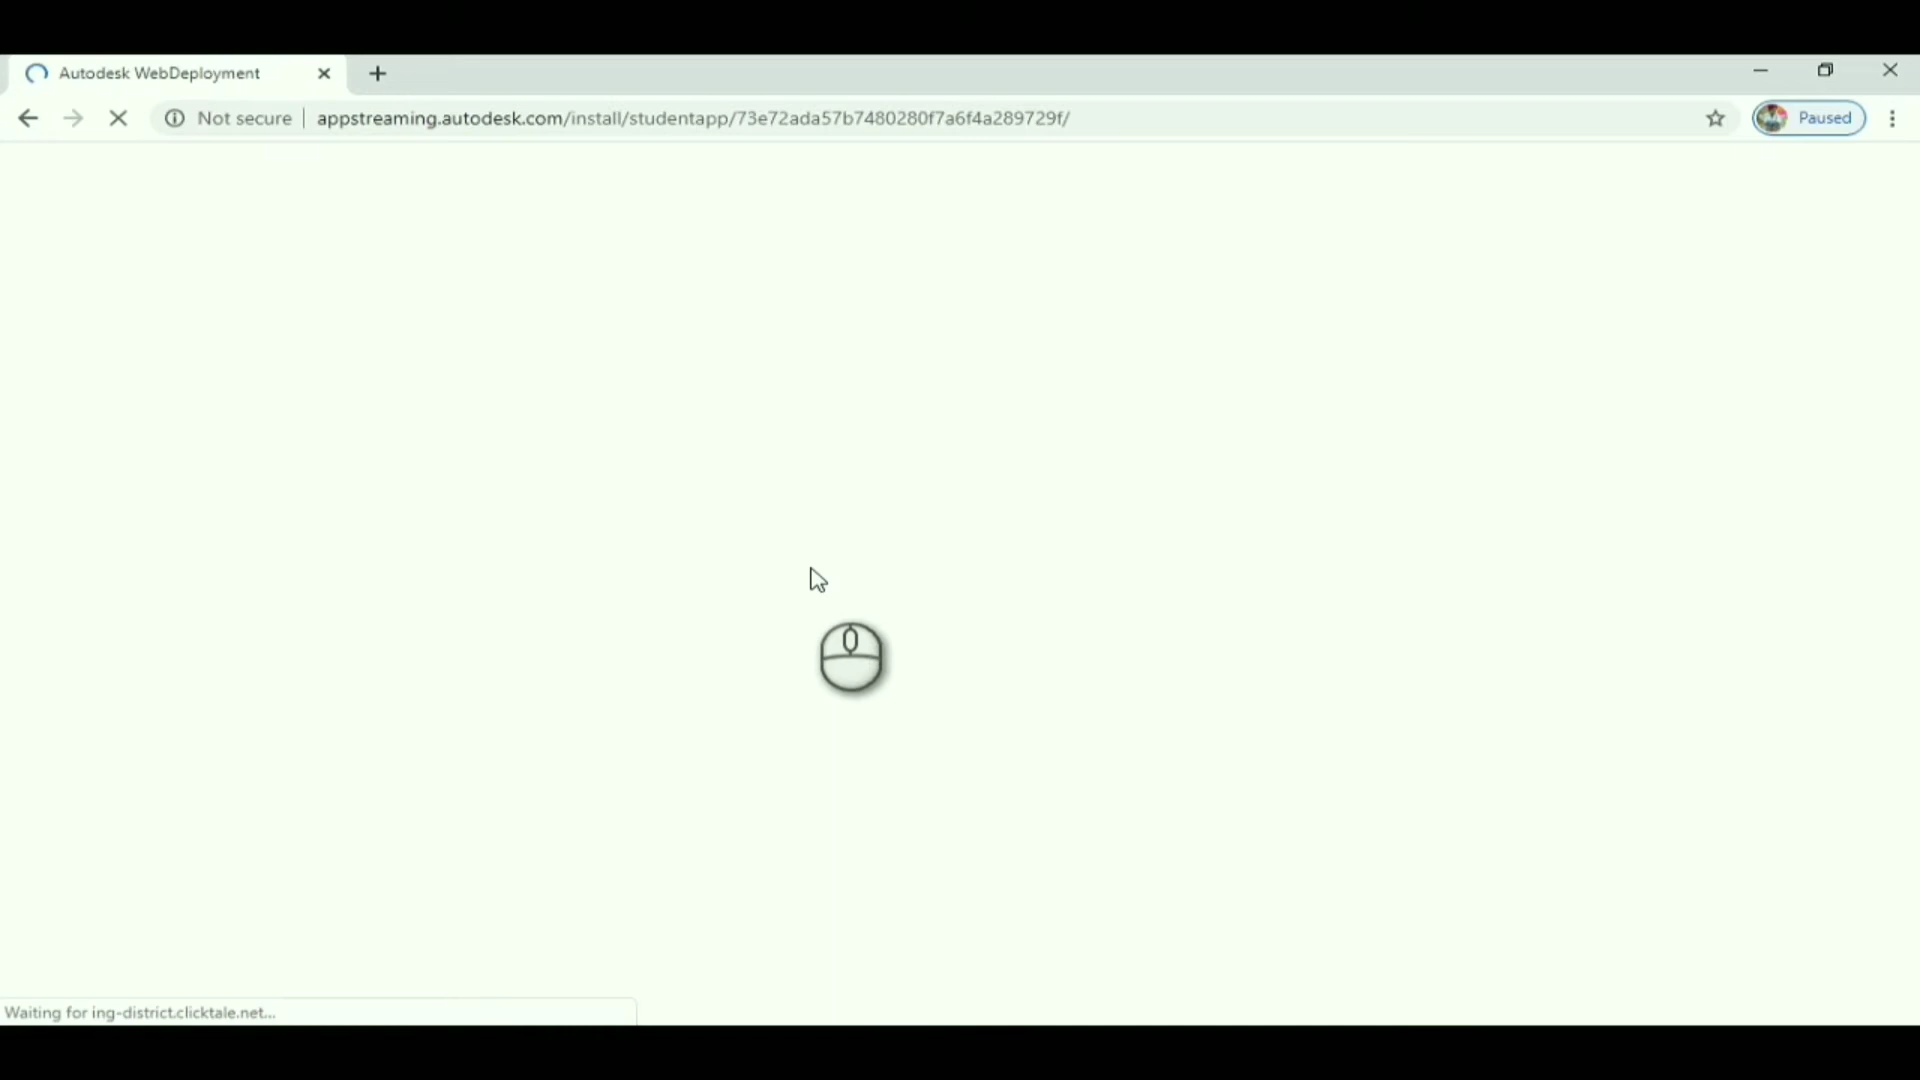 Autodesk WebDeployment
Not secure
appstreaming.autodesk.com/install/studentapp/73e72ada57b7480280f7a6f4a289729f/
Paused
Waiting for ing-district.clicktale.net...